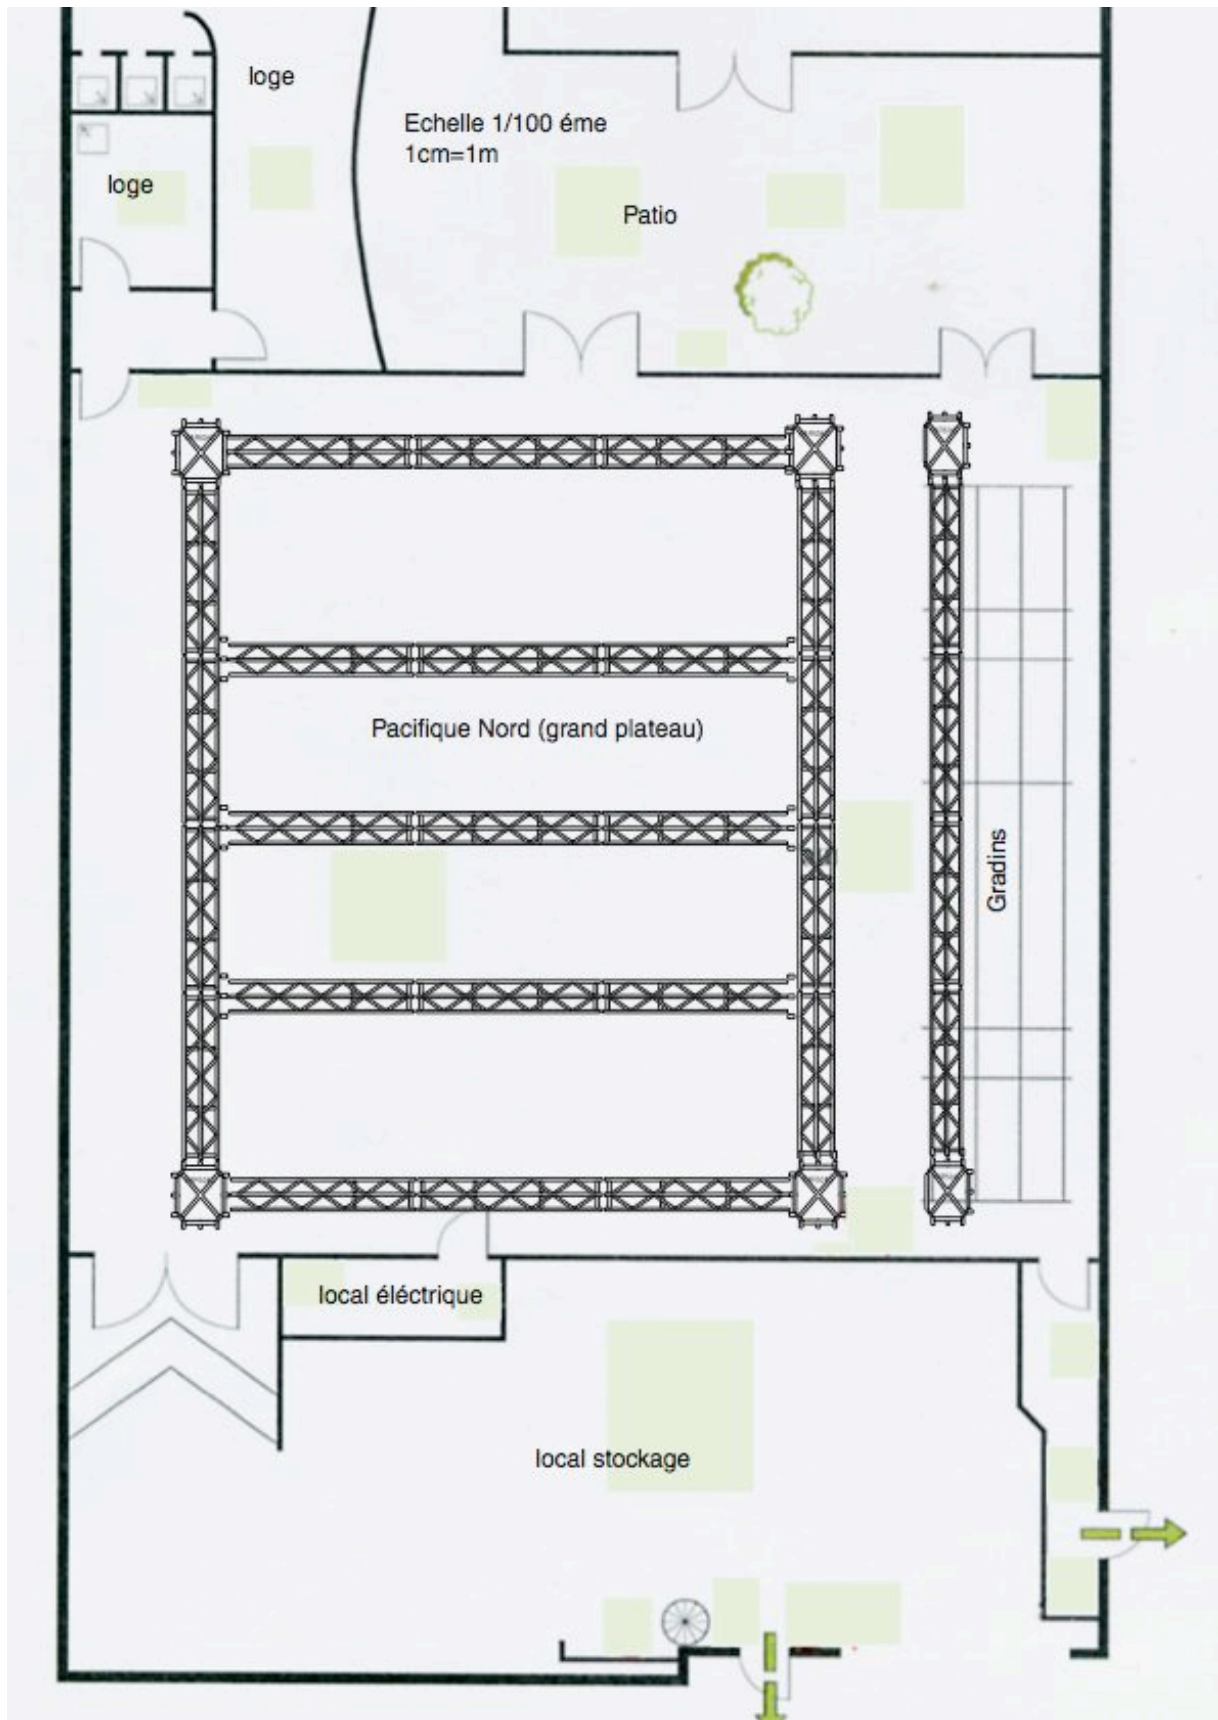 loge
Echelle 1/100 éme
1cm=1m
loge
Patio
Pacifique Nord (grand plateau)
Gradins
local éléctrique
local stockage